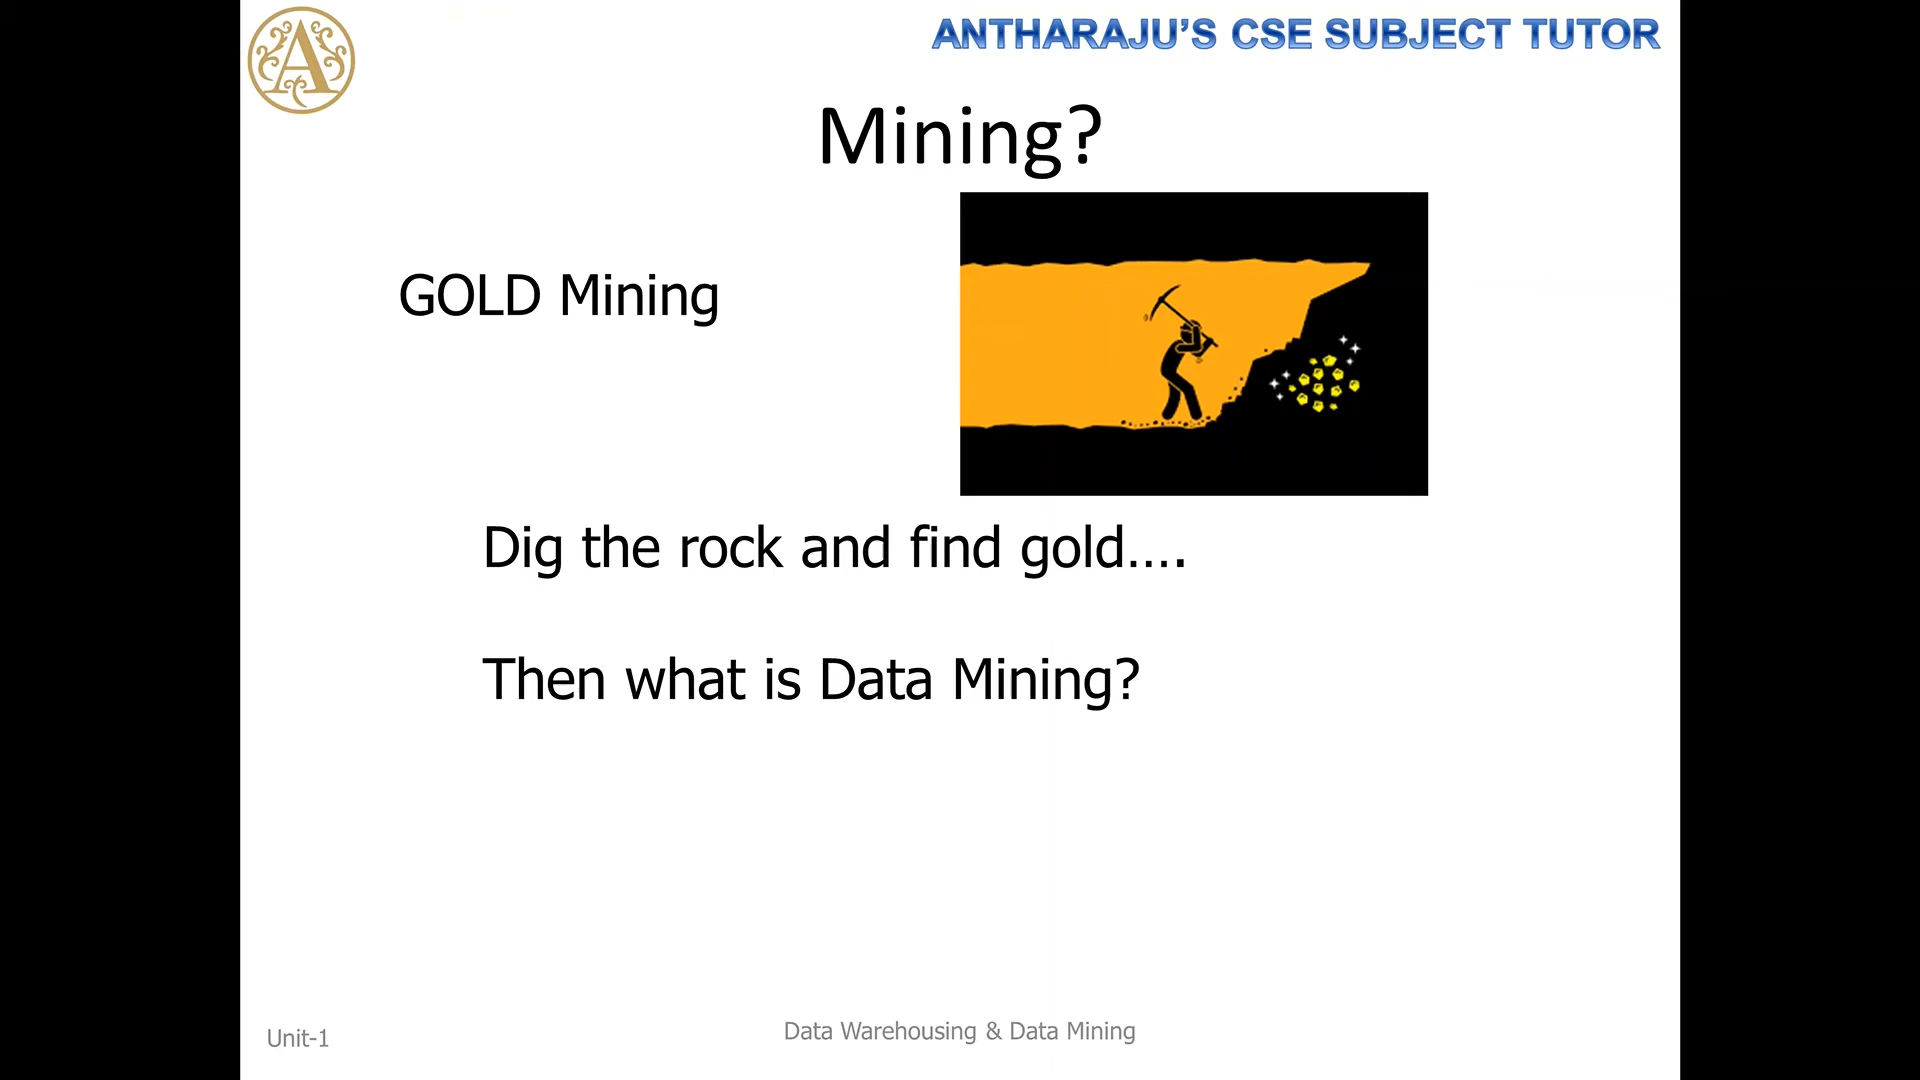 A
ANTHARAJU'S CSE SUBJECT TUTOR
Mining?
GOLD Mining
Dig the rock and find gold....
Then what is Data Mining?
Unit-1
Data Warehousing & Data Mining